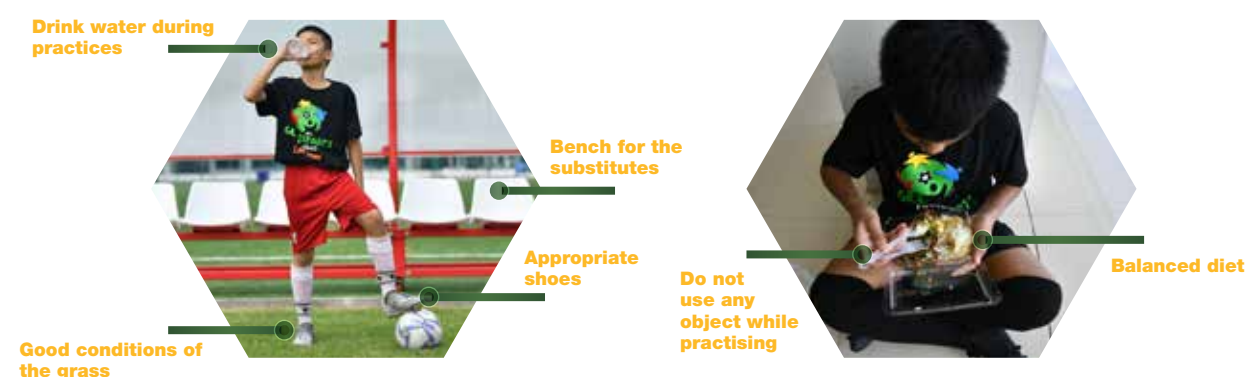 Drink water during
practices
Bench for the
substitutes
Appropriate
shoes
Good conditions of
the grass
Do not
use any
object while
practising
Balanced diet